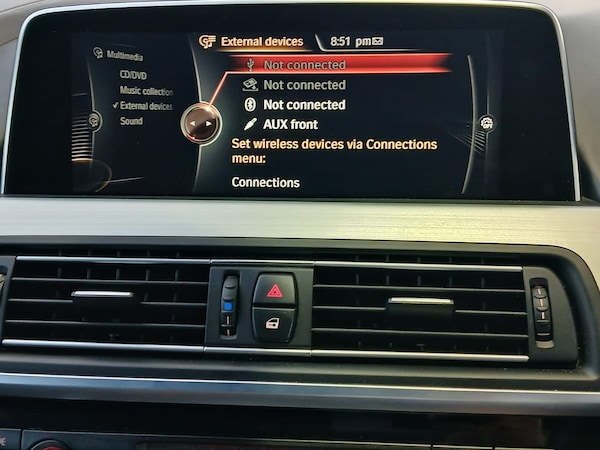 External devices
8:51 pm
Multimedia
CD/DVD
Music collection
External devices
Sound
Not connected
Not connected
Not connected
AUX front
Set wireless devices via Connections
menu:
Connections